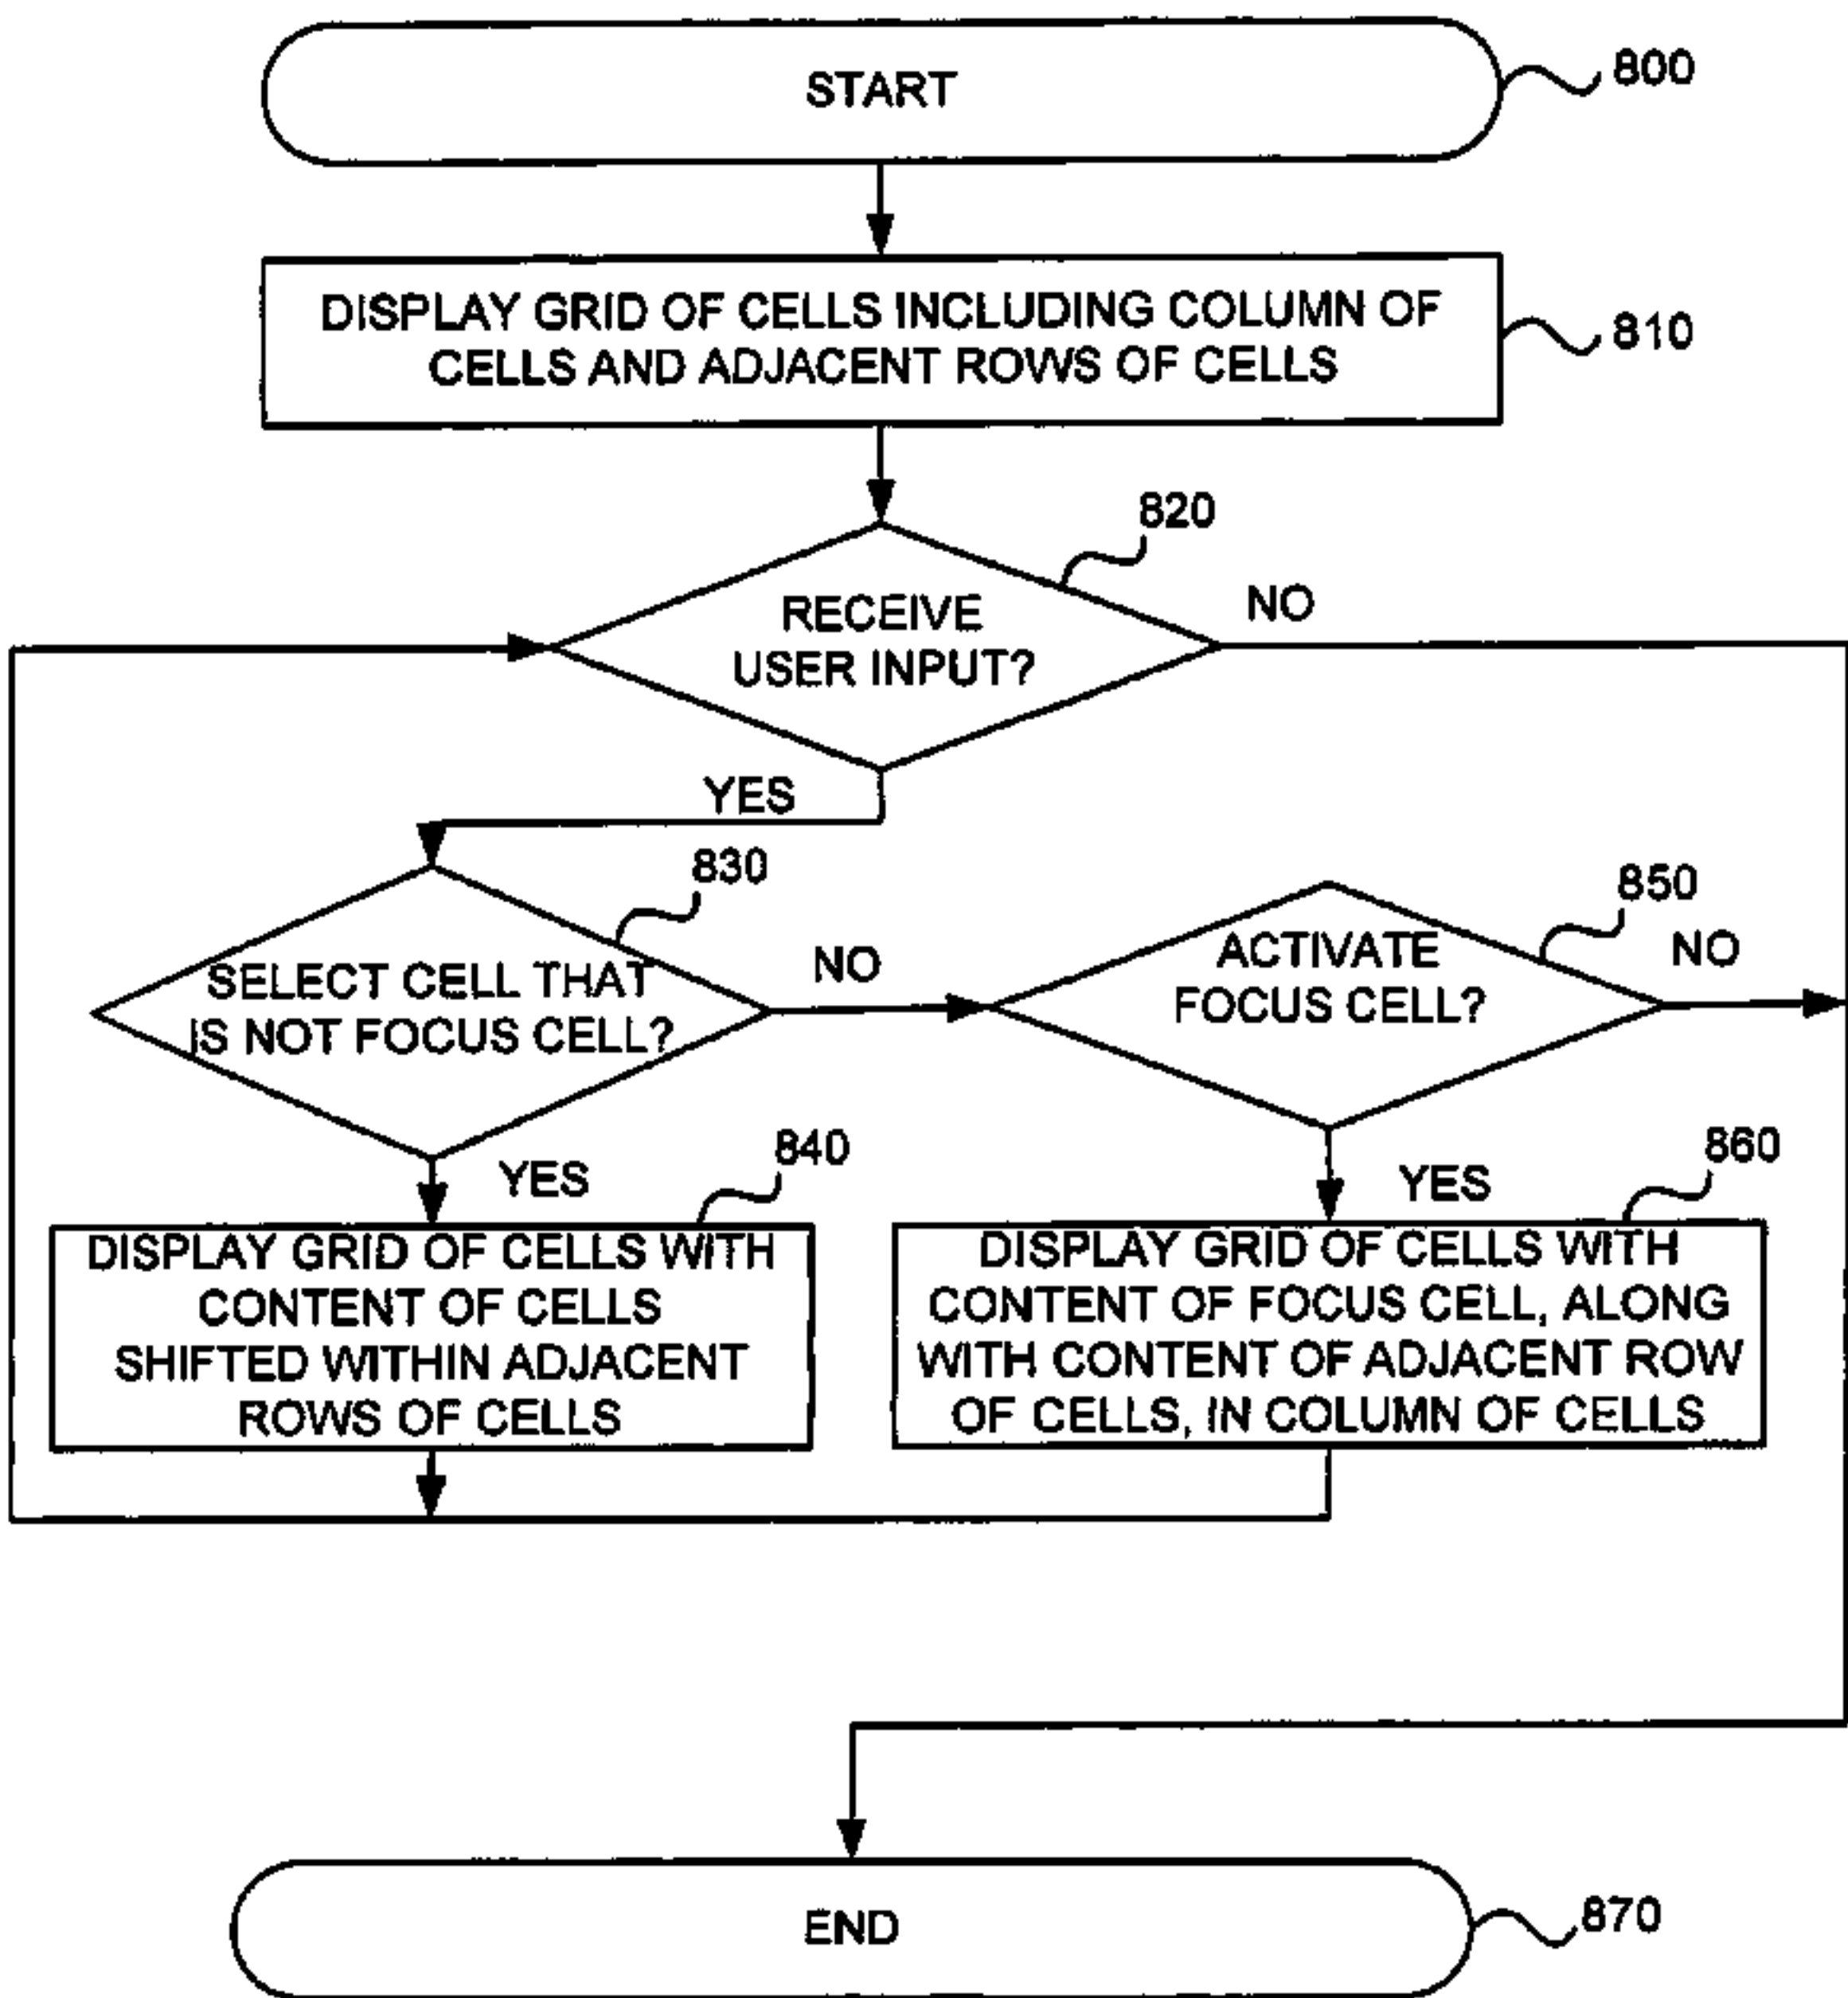 START
800
DISPLAY GRID OF CELLS INCLUDING COLUMN OF
CELLS AND ADJACENT ROWS OF CELLS
810
820
RECEIVE
USER INPUT?
NO
YES
830
SELECT CELL THAT
IS NOT FOCUS CELL?
NO
850
ACTIVATE
FOCUS CELL?
NO
YES
840
DISPLAY GRID OF CELLS WITH
CONTENT OF CELLS
SHIFTED WITHIN ADJACENT
ROWS OF CELLS
YES
860
DISPLAY GRID OF CELLS WITH
CONTENT OF FOCUS CELL, ALONG
WITH CONTENT OF ADJACENT ROW
OF CELLS, IN COLUMN OF CELLS
END
870